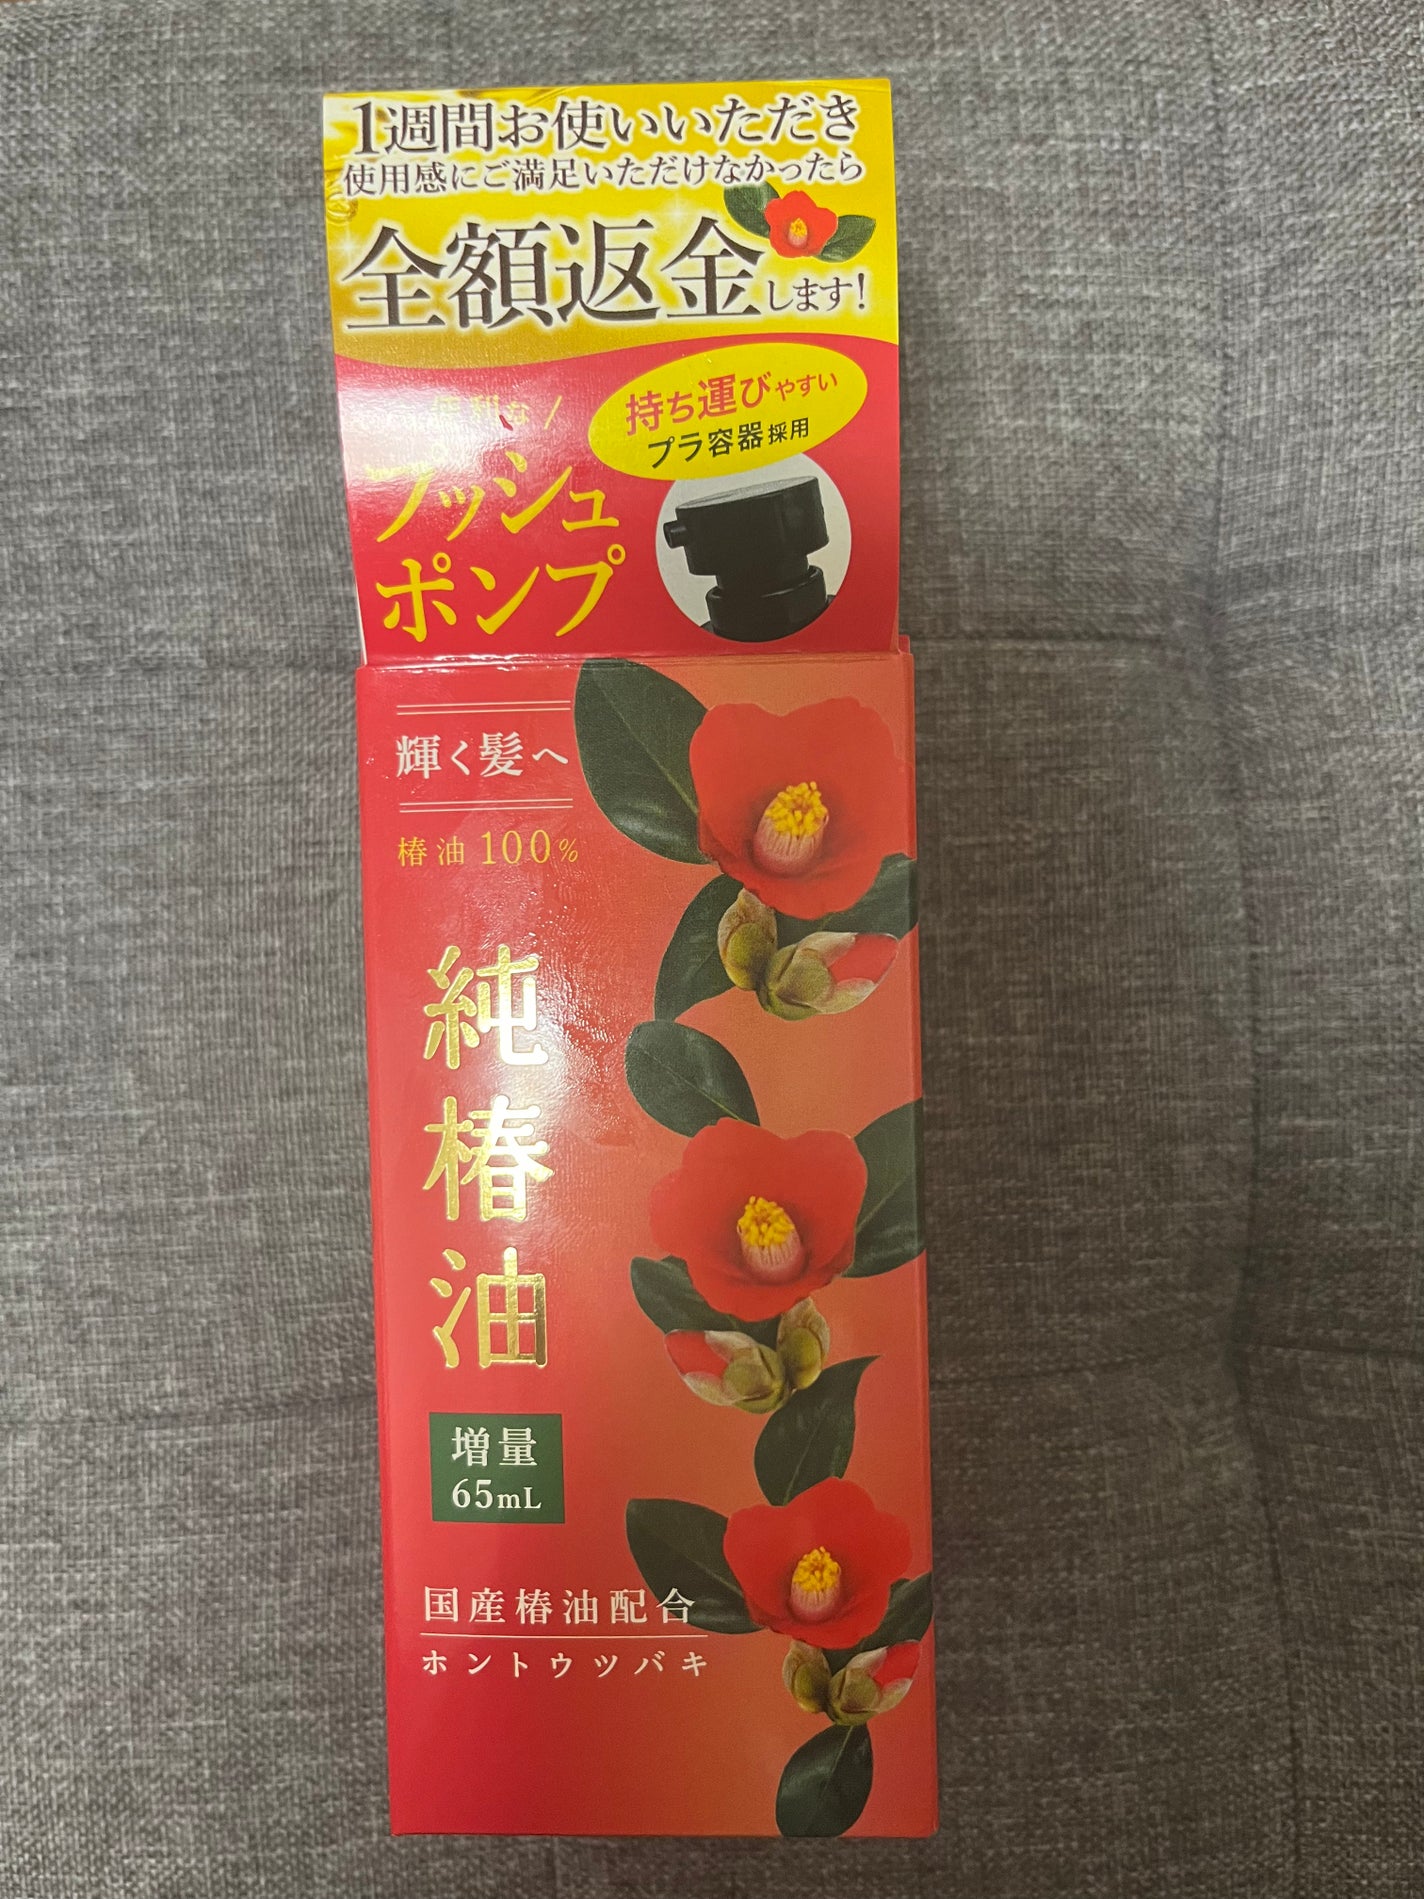 1週間お使いいただき
使用感にご満足いただけなかったら
全額返金します!
便利な
プッシュ
ポンプ
持ち運びやすい
プラ容器採用
輝く髪へ
椿油 100%
純椿油
増量
65mL
国産椿油配合
ホントウツバキ